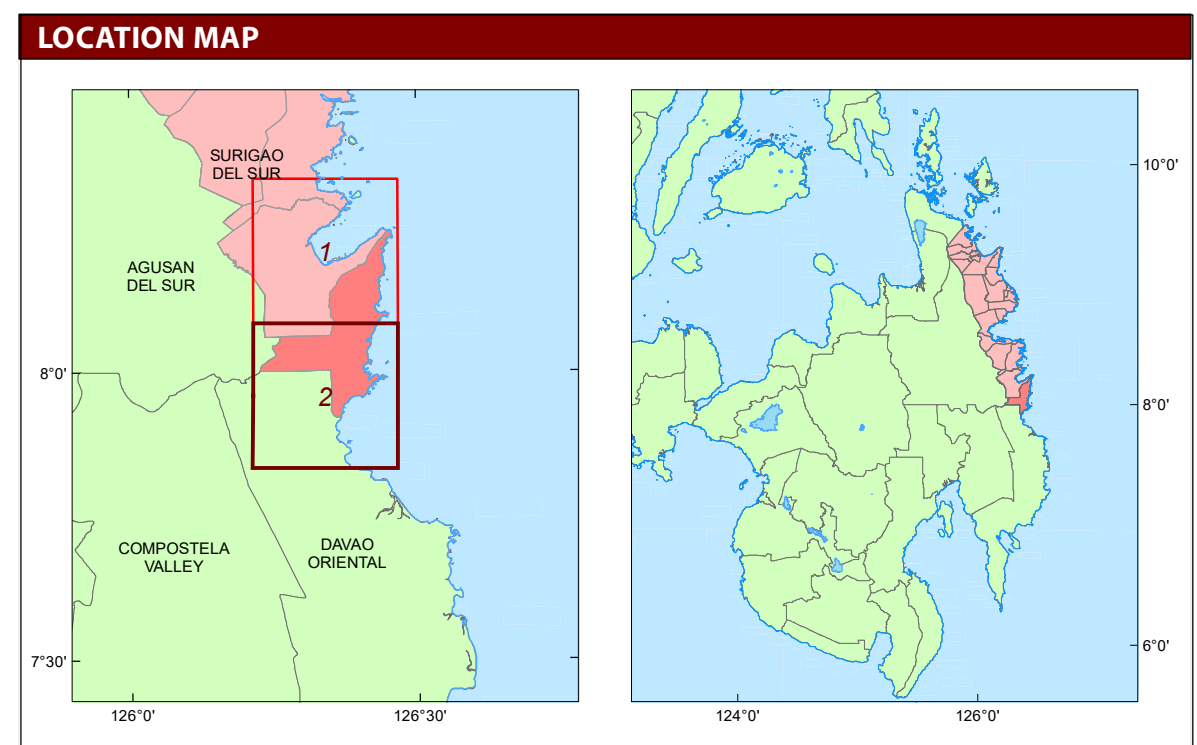 LOCATION MAP
SURIGAO
DEL SUR
1
AGUSAN
DEL SUR
8°0'
2
COMPOSTELA
VALLEY
DAVAO
ORIENTAL
7°30'
126°0'
126°30'
10°0'
8°0'
6°0'
124°0'
126°0'